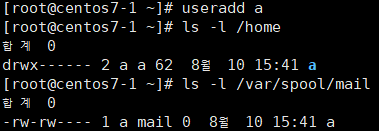 [root@centos7-1 ~]# useradd a
[root@centos7-1 ~]# ls -l /home
합계 0
drwx------ 2 a a 62  8월  10 15:41 a
[root@centos7-1 ~]# ls -l /var/spool/mail
합계 0
-rw-rw---- 1 a mail 0  8월  10 15:41 a